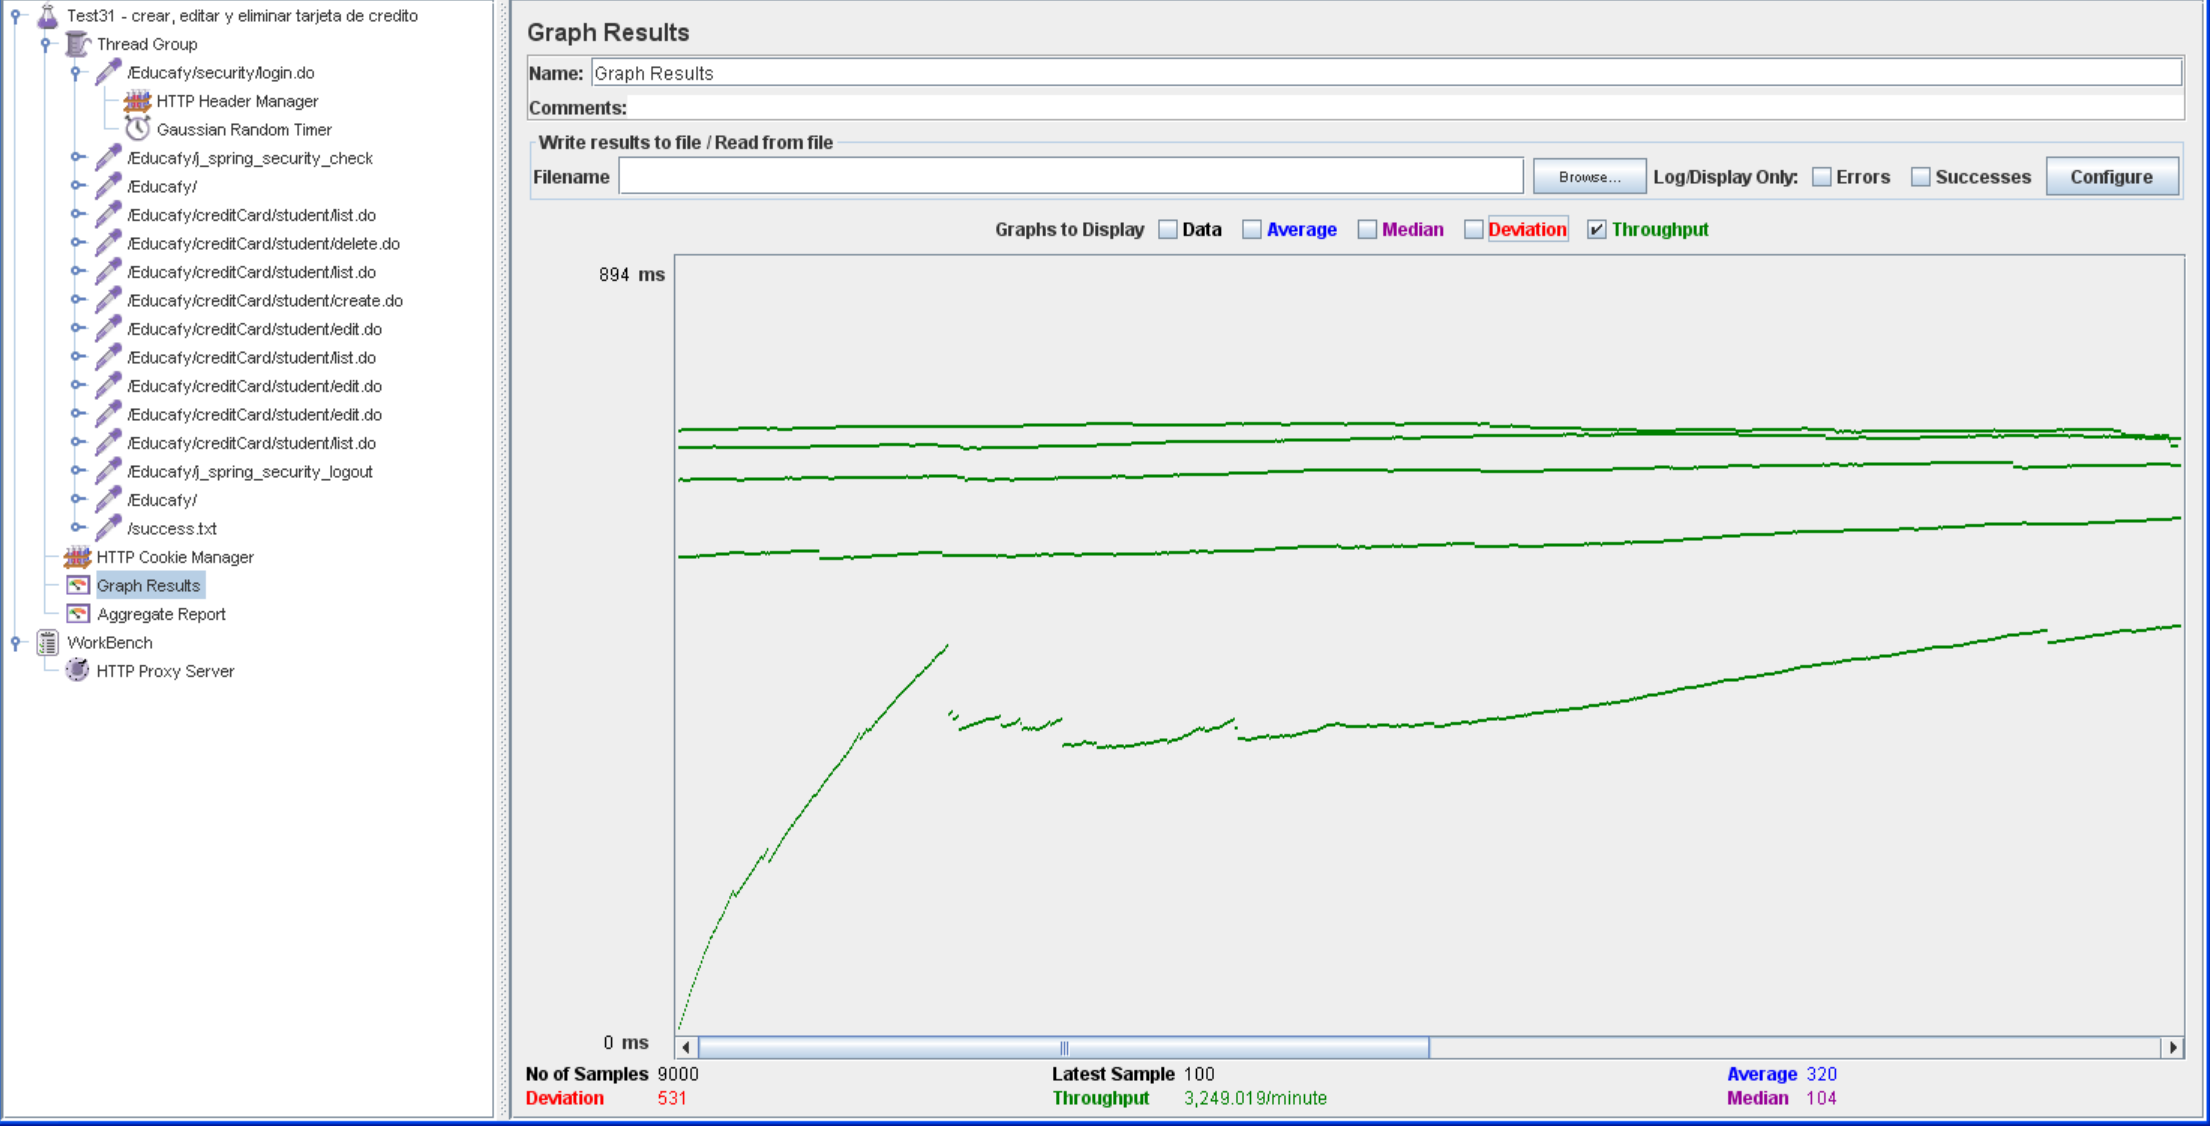 Test31 - crear, editar y eliminar tarjeta de credito
Thread Group
/Educafy/security/login.do
HTTP Header Manager
Gaussian Random Timer
/Educafy/j_spring_security_check
/Educafy/
/Educafy/creditCard/student/list.do
/Educafy/creditCard/student/delete.do
/Educafy/creditCard/student/list.do
/Educafy/creditCard/student/create.do
/Educafy/creditCard/student/edit.do
/Educafy/creditCard/student/list.do
/Educafy/creditCard/student/edit.do
/Educafy/creditCard/student/edit.do
/Educafy/creditCard/student/list.do
/Educafy/j_spring_security_logout
/Educafy/
/success.txt
HTTP Cookie Manager
Graph Results
Aggregate Report
WorkBench
HTTP Proxy Server
Graph Results
Name: Graph Results
Comments:
Write results to file / Read from file
Filename Browse... Log/Display Only: Errors Successes Configure
Graphs to Display Data Average Median Deviation Throughput
894 ms
0 ms
No of Samples 9000 Latest Sample 100 Average 320
Deviation 531 Throughput 3,249.019/minute Median 104